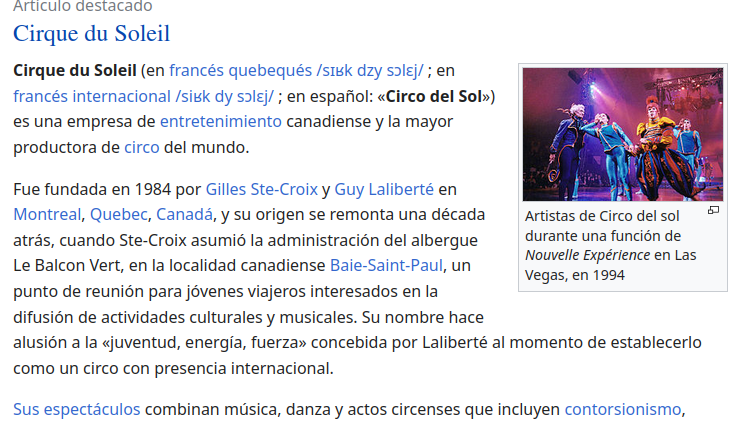 Artículo destacado
Cirque du Soleil
Cirque du Soleil (en francés quebequés /sɪʁk dzy sɔlɛj/ ; en
francés internacional /siʁk dy sɔlɛj/ ; en español: «Circo del Sol»)
es una empresa de entretenimiento canadiense y la mayor
productora de circo del mundo.
Fue fundada en 1984 por Gilles Ste-Croix y Guy Laliberté en
Montreal, Quebec, Canadá, y su origen se remonta una década
atrás, cuando Ste-Croix asumió la administración del albergue
Le Balcon Vert, en la localidad canadiense Baie-Saint-Paul, un
punto de reunión para jóvenes viajeros interesados en la
difusión de actividades culturales y musicales. Su nombre hace
alusión a la «juventud, energía, fuerza» concebida por Laliberté al momento de establecerlo
como un circo con presencia internacional.
Sus espectáculos combinan música, danza y actos circenses que incluyen contorsionismo,
Artistas de Circo del sol
durante una función de
Nouvelle Expérience en Las
Vegas, en 1994